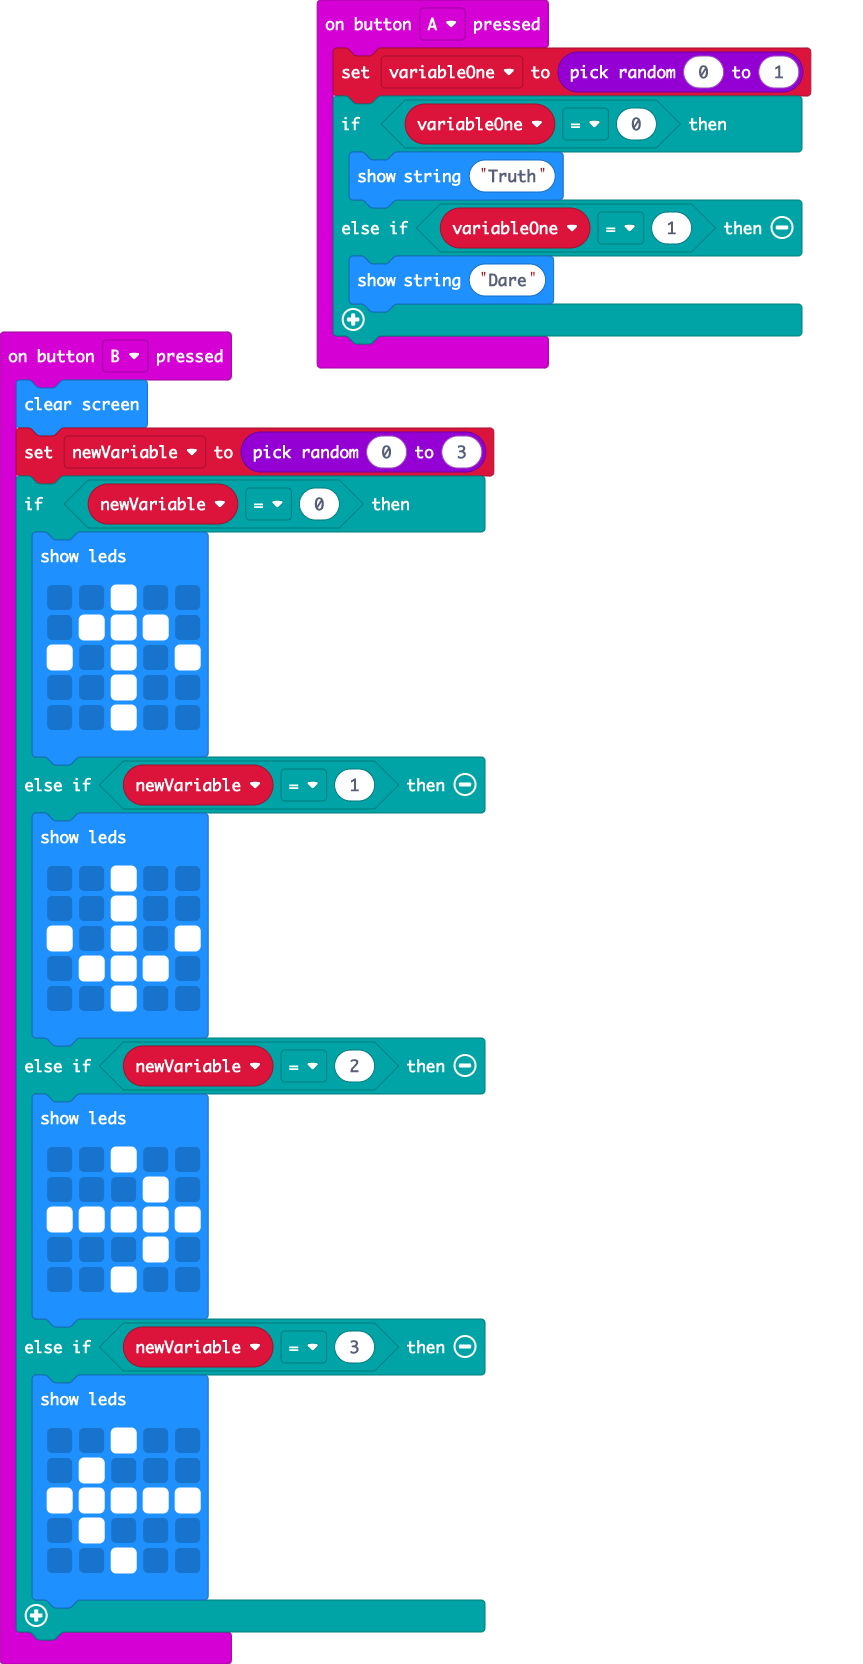 on button A pressed
set variableOne to pick random 0 to 1
if variableOne = 0 then
show string "Truth"
else if variableOne = 1 then
show string "Dare"
on button B pressed
clear screen
set newVariable to pick random 0 to 3
if newVariable = 0 then
show leds
else if newVariable = 1 then
show leds
else if newVariable = 2 then
show leds
else if newVariable = 3 then
show leds